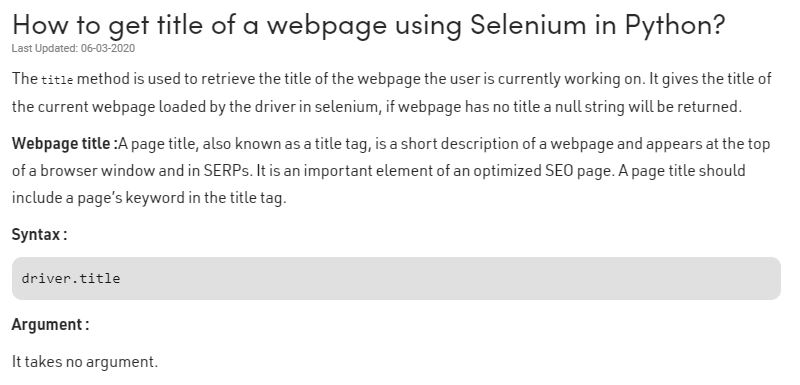 How to get title of a webpage using Selenium in Python?
Last Updated: 06-03-2020
The title method is used to retrieve the title of the webpage the user is currently working on. It gives the title of
the current webpage loaded by the driver in selenium, if webpage has no title a null string will be returned.
Webpage title :A page title, also known as a title tag, is a short description of a webpage and appears at the top
of a browser window and in SERPs. It is an important element of an optimized SEO page. A page title should
include a page's keyword in the title tag.
Syntax :
driver.title
Argument :
It takes no argument.